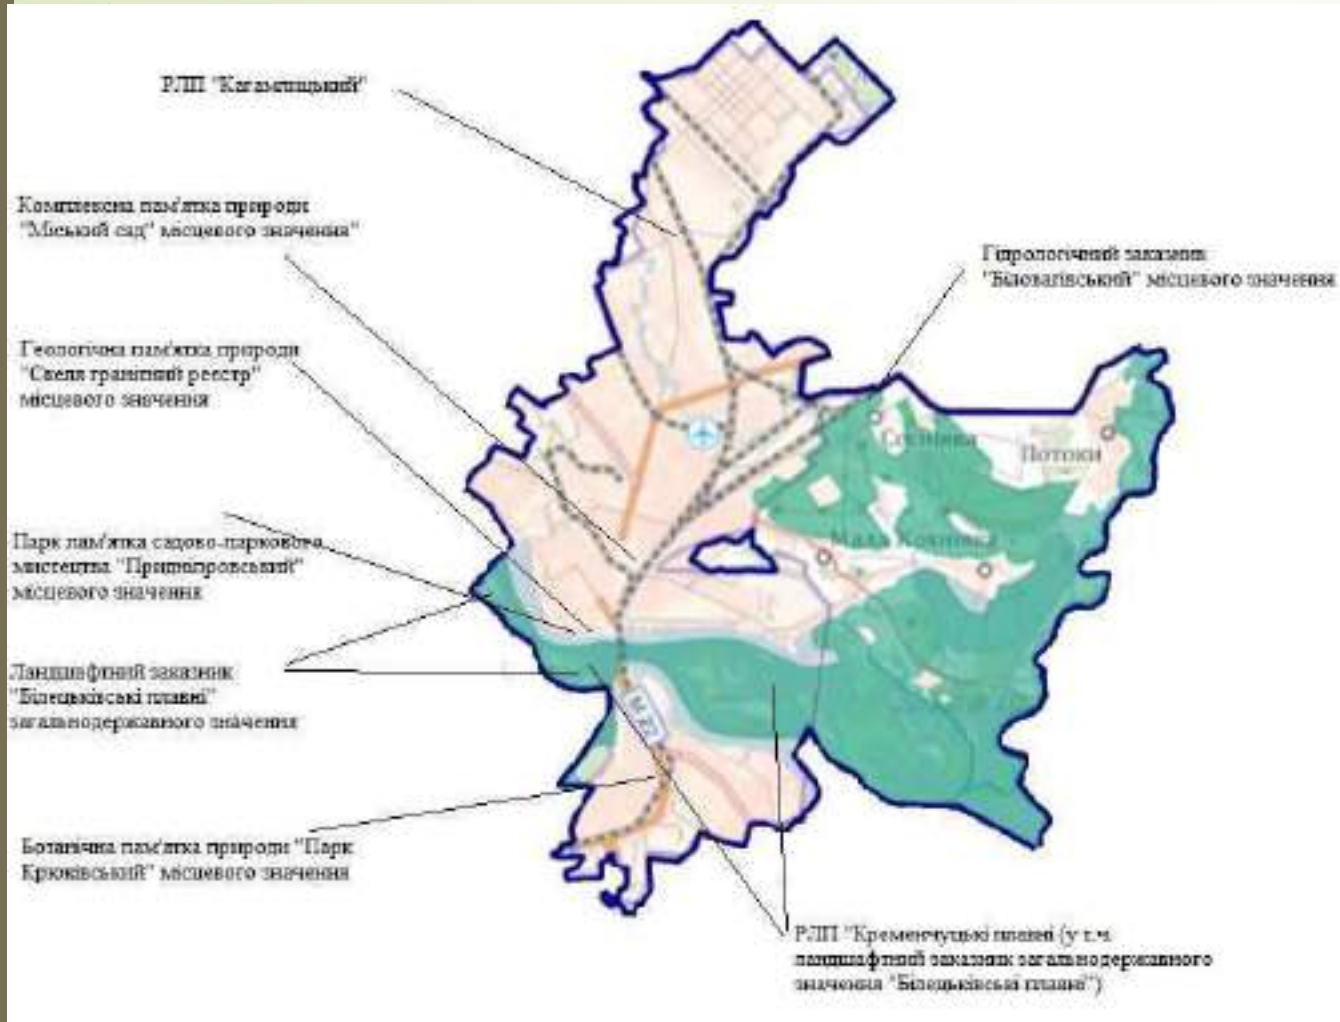 РЛП "Кагамлицький"
Комплексна пам'ятка природи
"Міський сад" місцевого значення"
Гідрологічний заказник
"Біловагівський" місцевого значення
Геологічна пам'ятка природи
"Скеля гранітний реєстр"
місцевого значення
Соснівка
Потоки
Мала Кохнівка
Парк пам'ятка садово-паркового
мистецтва "Придніпровський"
місцевого значення
Ландшафтний заказник
"Білецьківські плавні"
загальнодержавного значення
М 22
Ботанічна пам'ятка природи "Парк
Крюківський" місцевого значення
РЛП "Кременчуцькі плавні (у т.ч.
ландшафтний заказник загальнодержавного
значення "Білецьківські плавні")